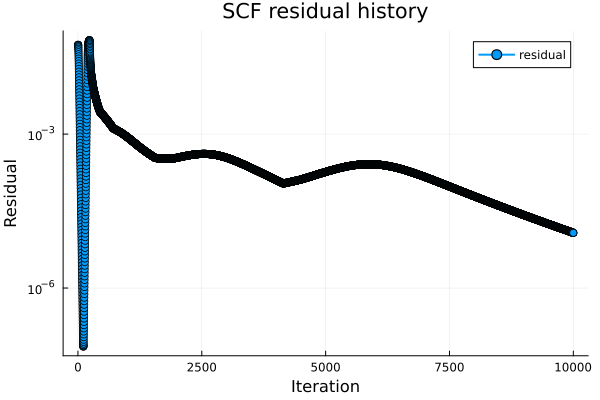 SCF residual history
residual
Residual
10⁻³
10⁻⁶
0 2500 5000 7500 10000
Iteration